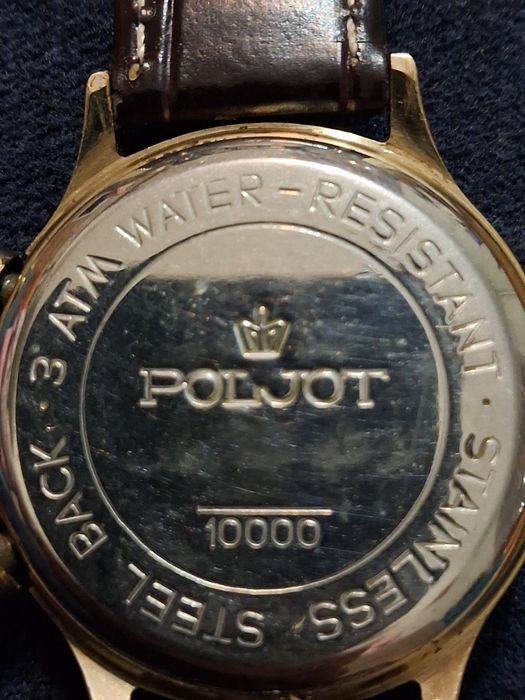 3 ATM WATER-RESISTANT · STAINLESS STEEL BACK ·
POLJOT
10000